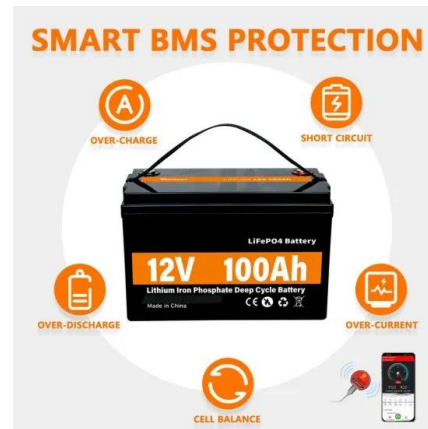 SMART BMS PROTECTION
A
OVER-CHARGE
SHORT CIRCUIT
LiFePO4 Battery
12V 100Ah
Lithium Iron Phosphate Deep Cycle Battery
Made in China
CE
OVER-DISCHARGE
OVER-CURRENT
CELL BALANCE